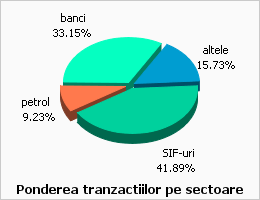 banci
33.15%
altele
15.73%
petrol
9.23%
SIF-uri
41.89%
Ponderea tranzactiilor pe sectoare